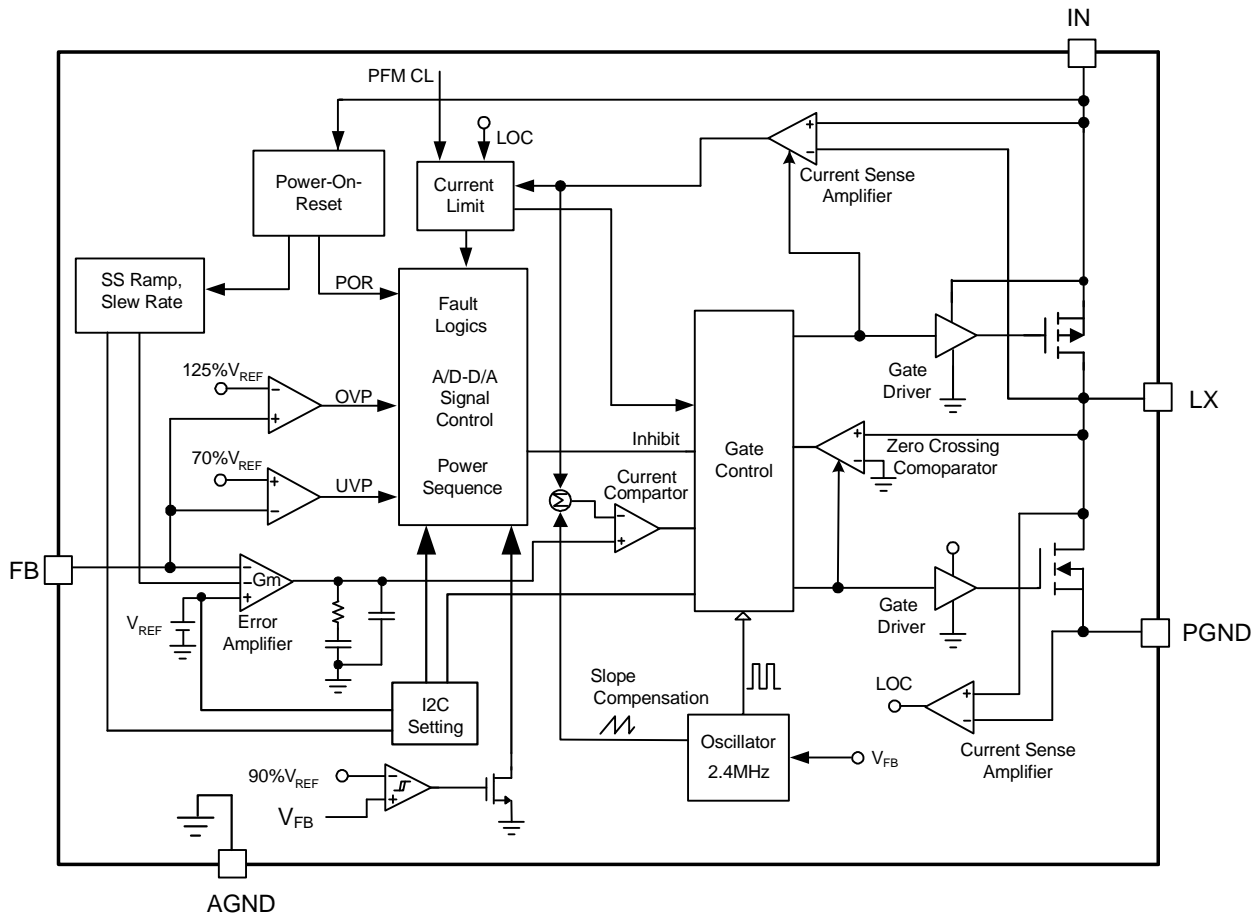 IN
PFM CL
LOC
Power-On-
Reset
Current
Limit
Current Sense
Amplifier
SS Ramp,
Slew Rate
POR
Fault
Logics
A/D-D/A
Signal
Control
Power
Sequence
125%VREF
OVP
70%VREF
UVP
Inhibit
Gate
Control
Gate
Driver
LX
Zero Crossing
Comoparator
Current
Compartor
Σ
FB
Gm
VREF
Error
Amplifier
Gate
Driver
PGND
I2C
Setting
Slope
Compensation
Oscillator
2.4MHz
VFB
LOC
Current Sense
Amplifier
90%VREF
VFB
AGND